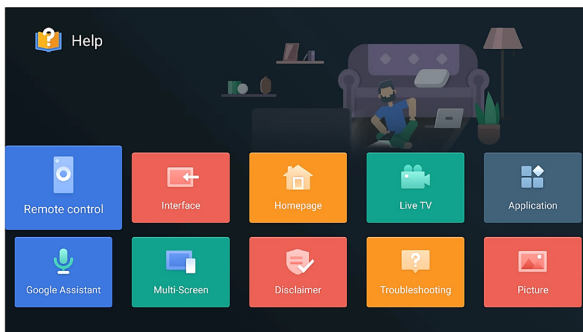 Help
Remote control
Interface
Homepage
Live TV
Application
Google Assistant
Multi-Screen
Disclaimer
Troubleshooting
Picture